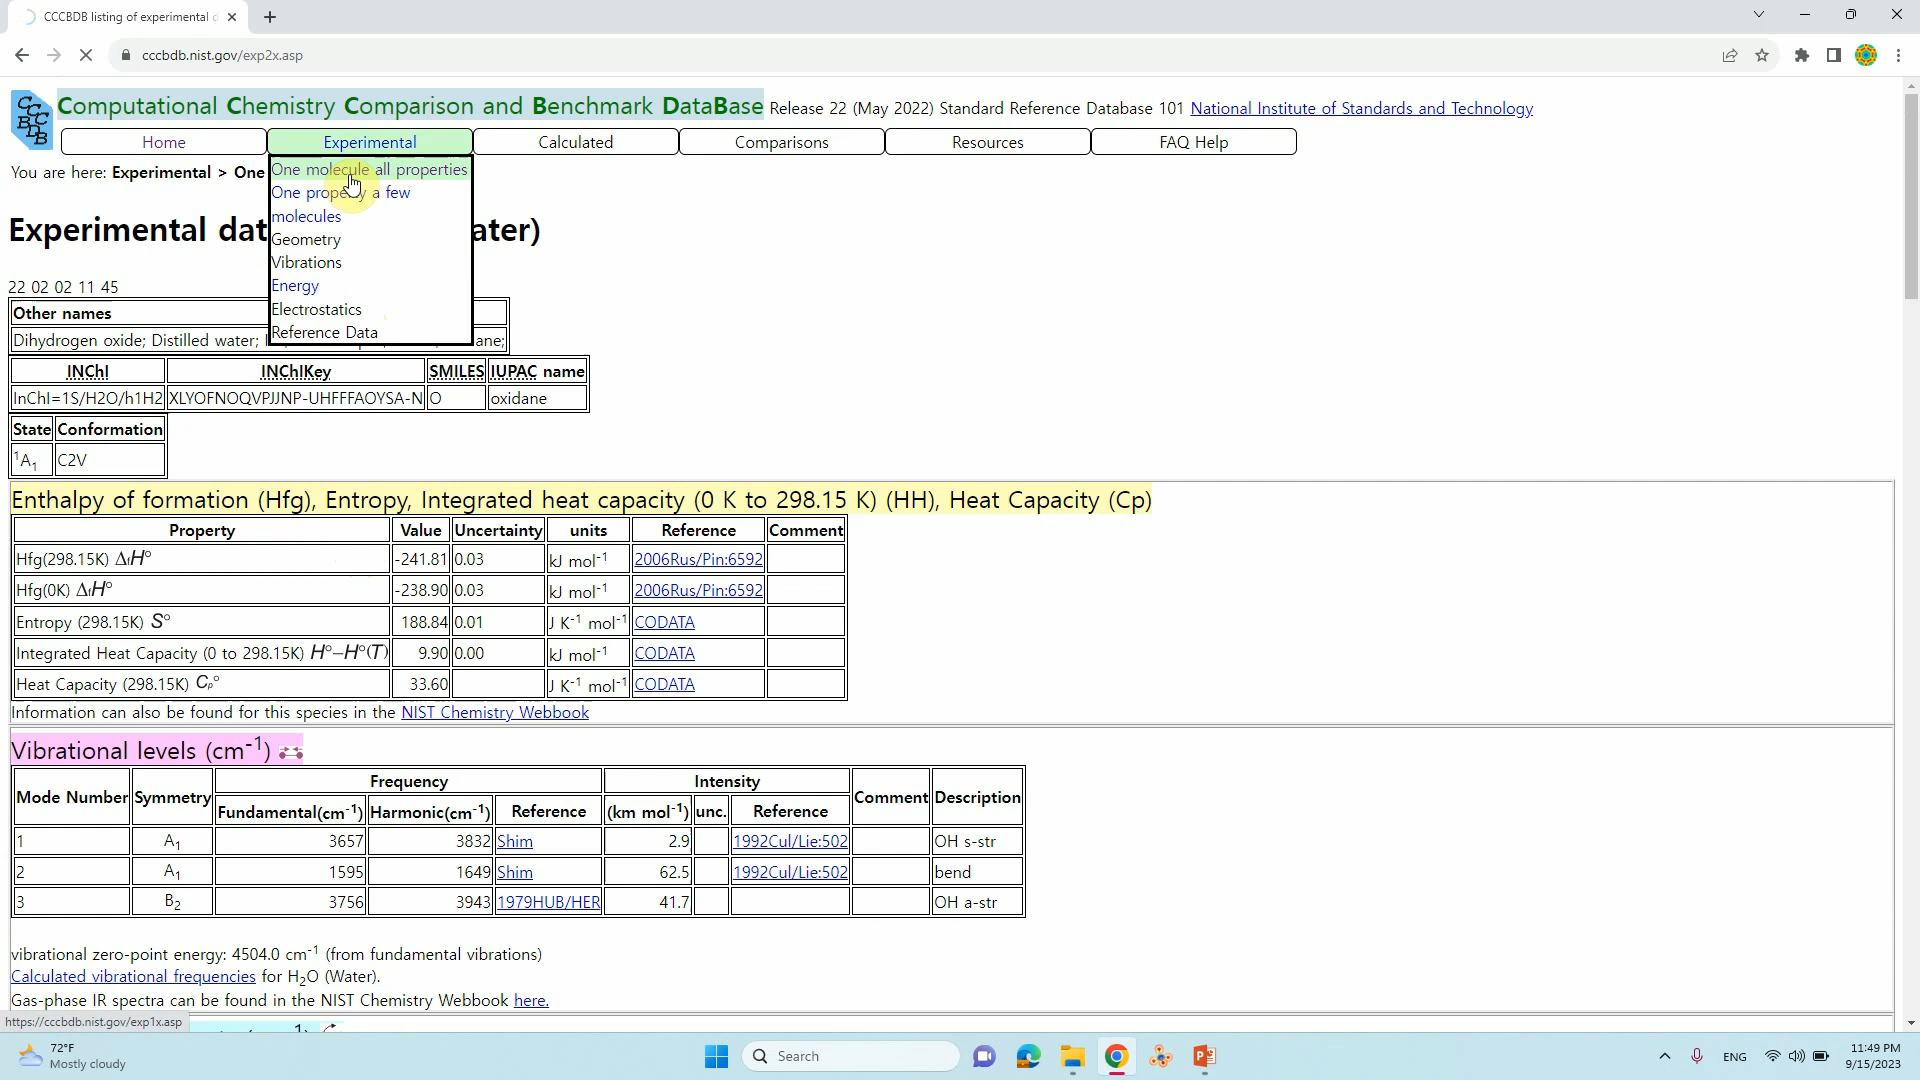 CCCBDB listing of experimental d
cccbdb.nist.gov/exp2x.asp
CCCBDB
Computational Chemistry Comparison and Benchmark DataBase Release 22 (May 2022) Standard Reference Database 101 National Institute of Standards and Technology
Home Experimental Calculated Comparisons Resources FAQ Help
You are here: Experimental > One
One molecule all properties
One property a few
molecules
Geometry
Vibrations
Energy
Electrostatics
Reference Data
Experimental dat ater)
22 02 02 11 45
Other names
Dihydrogen oxide; Distilled water; ane;
INChI INChIKey SMILES IUPAC name
InChI=1S/H2O/h1H2 XLYOFNOQVPJJNP-UHFFFAOYSA-N O oxidane
State Conformation
¹A₁ C2V
Enthalpy of formation (Hfg), Entropy, Integrated heat capacity (0 K to 298.15 K) (HH), Heat Capacity (Cp)
Property Value Uncertainty units Reference Comment
Hfg(298.15K) ΔfH° -241.81 0.03 kJ mol⁻¹ 2006Rus/Pin:6592
Hfg(0K) ΔfH° -238.90 0.03 kJ mol⁻¹ 2006Rus/Pin:6592
Entropy (298.15K) S° 188.84 0.01 J K⁻¹ mol⁻¹ CODATA
Integrated Heat Capacity (0 to 298.15K) H°–H°(T) 9.90 0.00 kJ mol⁻¹ CODATA
Heat Capacity (298.15K) Cp° 33.60 J K⁻¹ mol⁻¹ CODATA
Information can also be found for this species in the NIST Chemistry Webbook
Vibrational levels (cm⁻¹)
Mode Number Symmetry Frequency Intensity Comment Description
Fundamental(cm⁻¹) Harmonic(cm⁻¹) Reference (km mol⁻¹) unc. Reference
1 A₁ 3657 3832 Shim 2.9 1992Cul/Lie:502 OH s-str
2 A₁ 1595 1649 Shim 62.5 1992Cul/Lie:502 bend
3 B₂ 3756 3943 1979HUB/HER 41.7 OH a-str
vibrational zero-point energy: 4504.0 cm⁻¹ (from fundamental vibrations)
Calculated vibrational frequencies for H₂O (Water).
Gas-phase IR spectra can be found in the NIST Chemistry Webbook here.
https://cccbdb.nist.gov/exp1x.asp
72°F
Mostly cloudy
Search
ENG
11:49 PM
9/15/2023